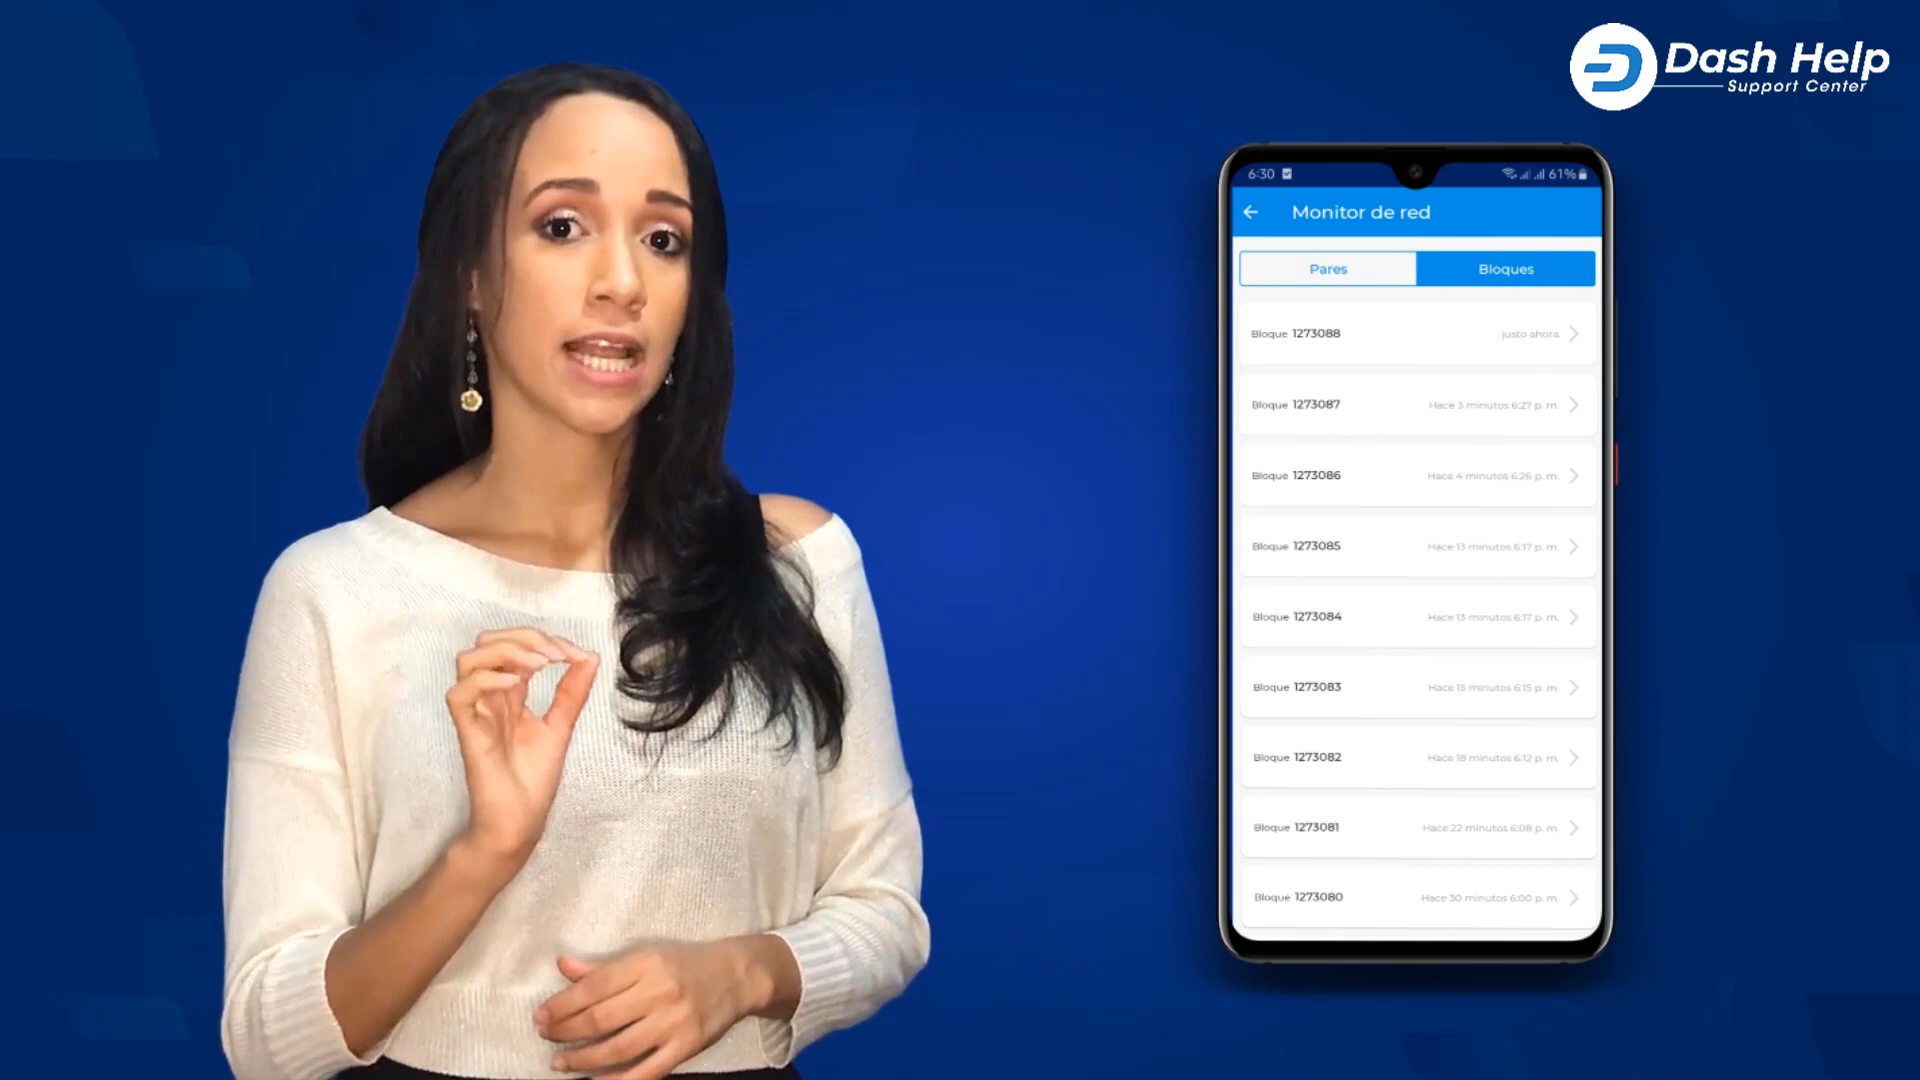 Dash Help
Support Center
6:30
61%
Monitor de red
Pares
Bloques
Bloque 1273088
justo ahora
Bloque 1273087
Hace 3 minutos 6:27 p. m.
Bloque 1273086
Hace 4 minutos 6:26 p. m.
Bloque 1273085
Hace 13 minutos 6:17 p. m.
Bloque 1273084
Hace 13 minutos 6:17 p. m.
Bloque 1273083
Hace 15 minutos 6:15 p. m.
Bloque 1273082
Hace 18 minutos 6:12 p. m.
Bloque 1273081
Hace 22 minutos 6:08 p. m.
Bloque 1273080
Hace 30 minutos 6:00 p. m.